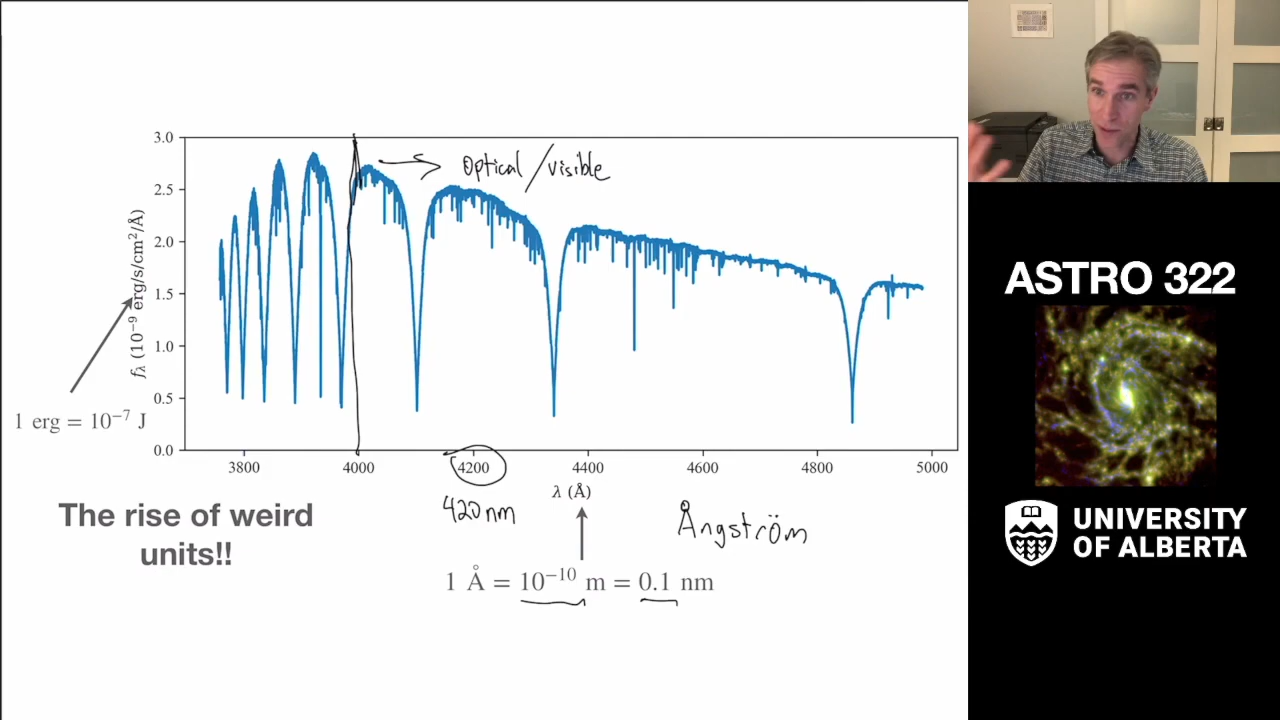 3.0
2.5
2.0
1.5
1.0
0.5
0.0
fλ (10⁻⁹ erg/s/cm²/Å)
Optical/visible
1 erg = 10⁻⁷ J
3800 4000 4200 4400 4600 4800 5000
λ (Å)
420nm
Ångström
The rise of weird
units!!
1 Å = 10⁻¹⁰ m = 0.1 nm
ASTRO 322
UNIVERSITY
OF ALBERTA